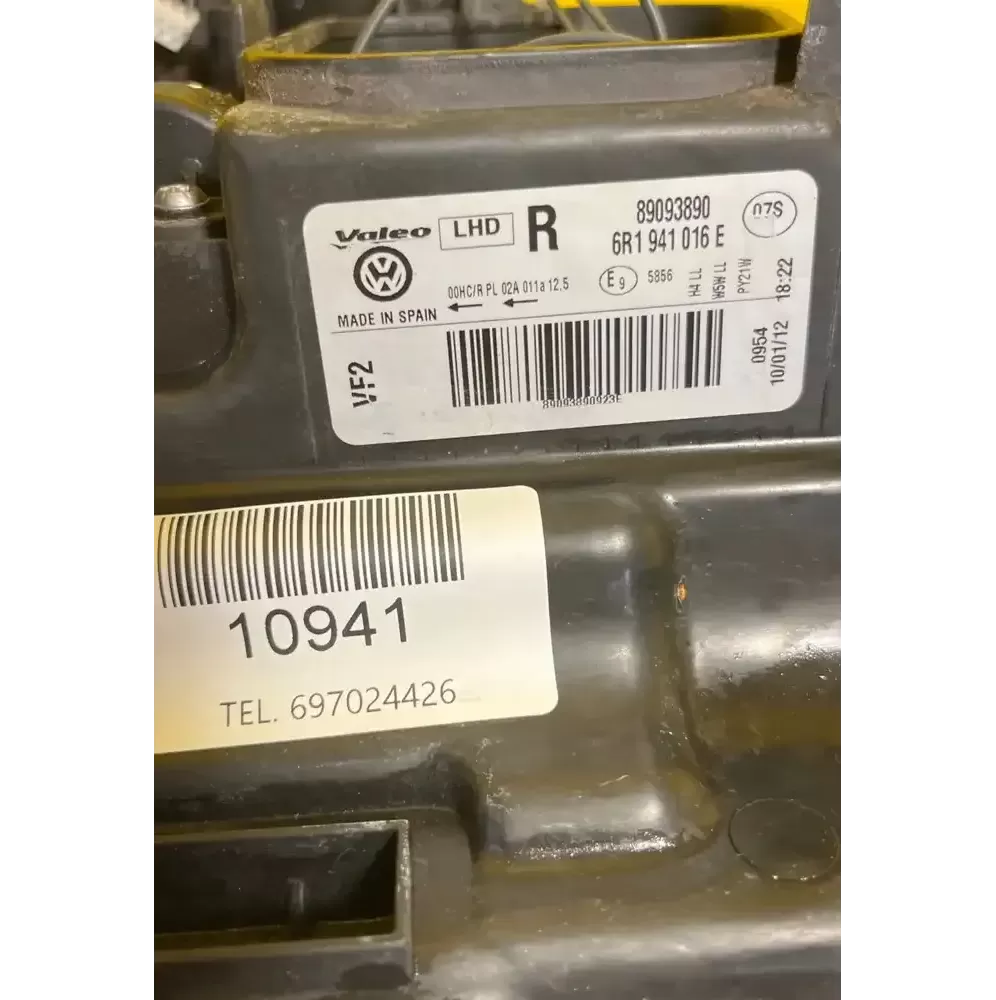 Valeo LHD R 89093890 07S
6R1 941 016 E
00HC/R PL 02A 011a 12,5 E9 5856
H4 LL
W5W LL
PY21W
18:22
MADE IN SPAIN
VF2
0954
10/01/12
89093890923E
10941
TEL. 697024426